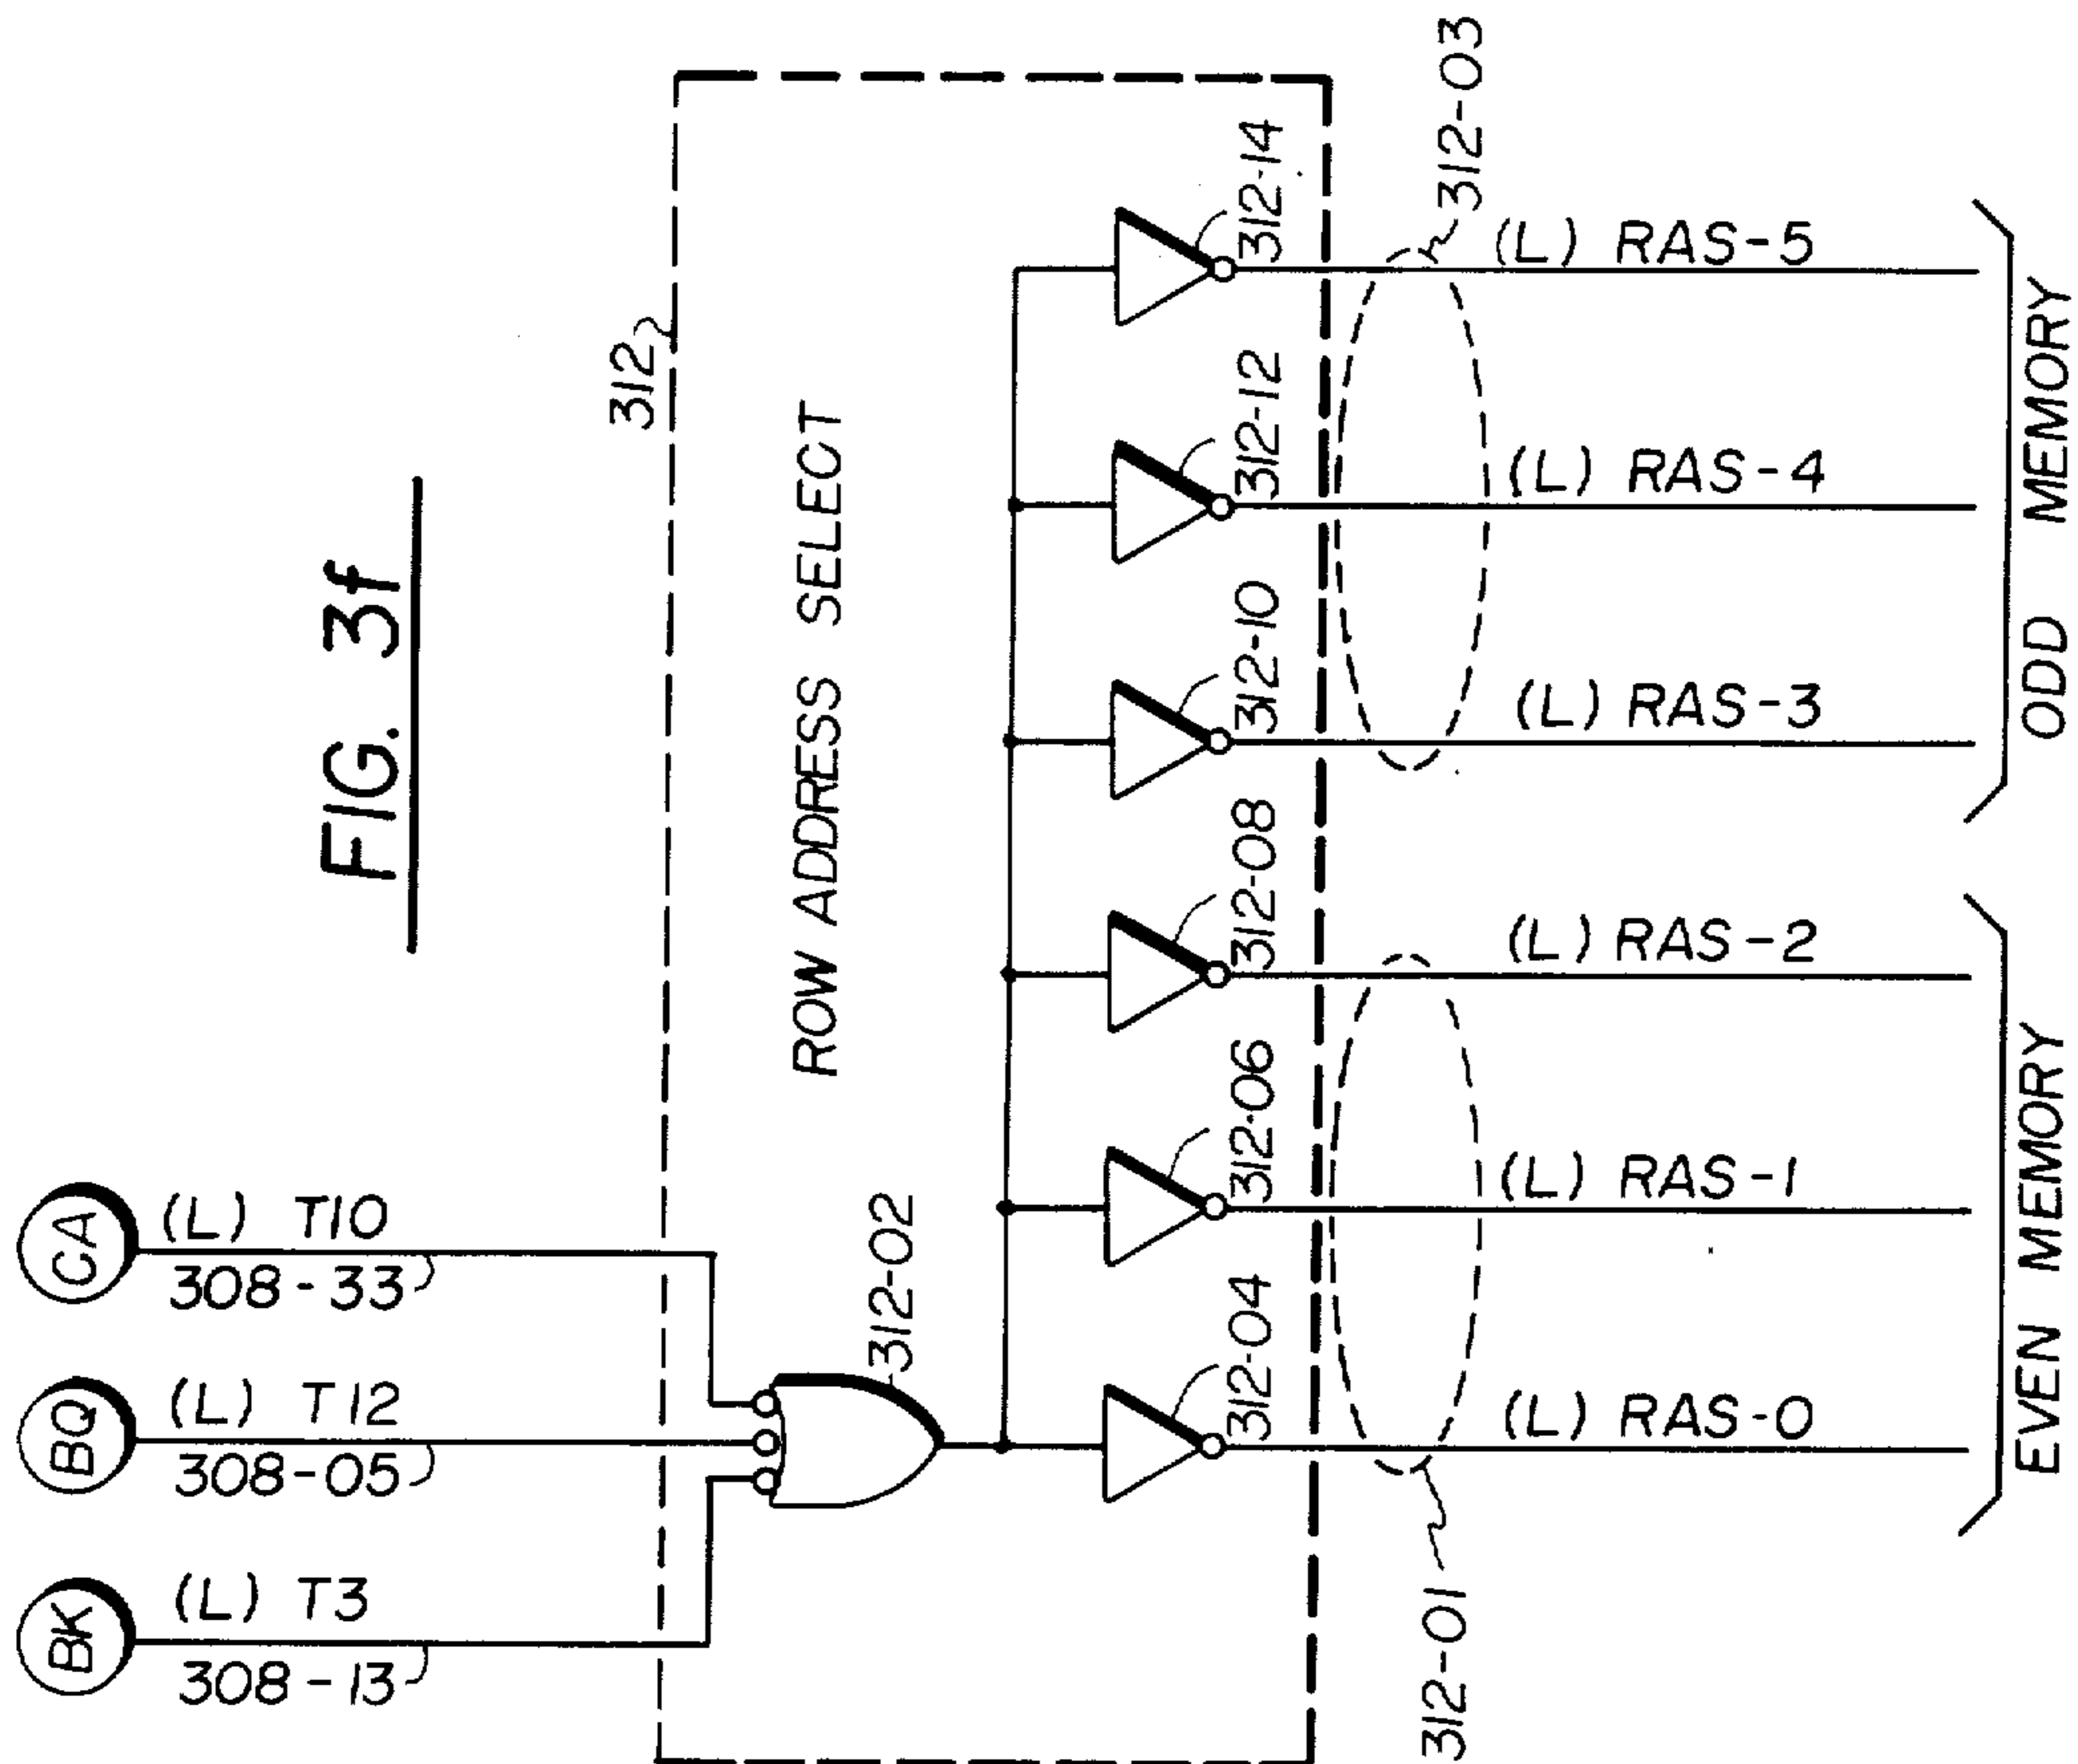 FIG. 3f
CA
(L) T10
308-33
BQ
(L) T12
308-05
BK
(L) T3
308-13
312
ROW ADDRESS SELECT
312-02
312-04
312-06
312-08
312-10
312-12
312-14
312-01
312-03
(L) RAS-0
(L) RAS-1
(L) RAS-2
(L) RAS-3
(L) RAS-4
(L) RAS-5
EVEN MEMORY
ODD MEMORY